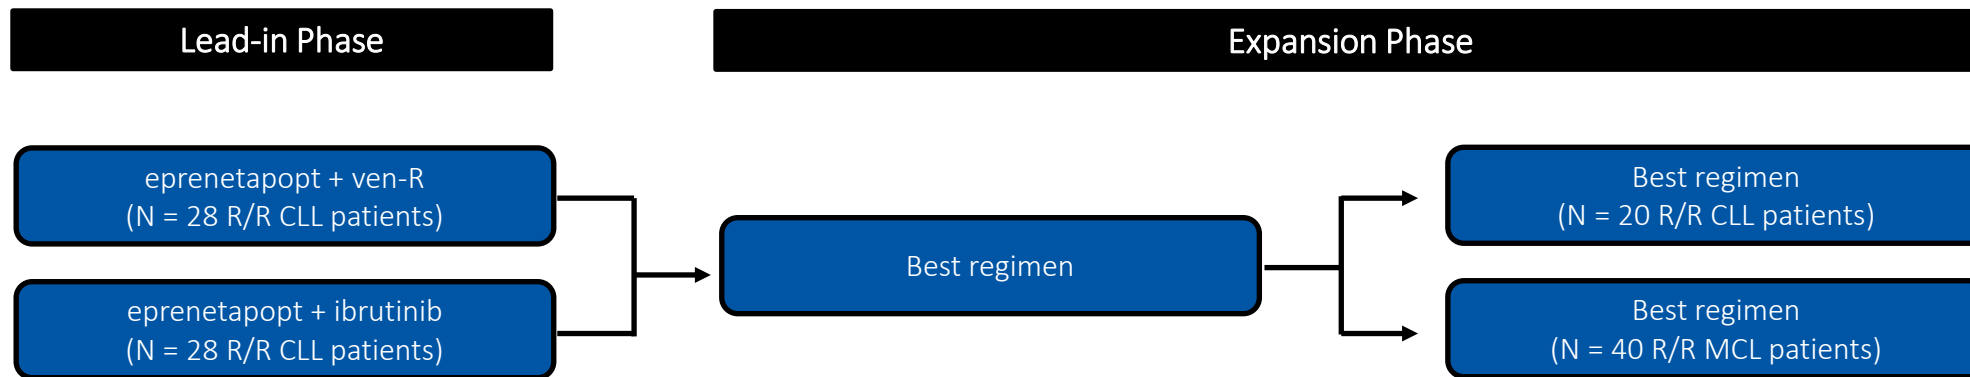 Lead-in Phase
Expansion Phase
eprenetapopt + ven-R
(N = 28 R/R CLL patients)
eprenetapopt + ibrutinib
(N = 28 R/R CLL patients)
Best regimen
Best regimen
(N = 20 R/R CLL patients)
Best regimen
(N = 40 R/R MCL patients)